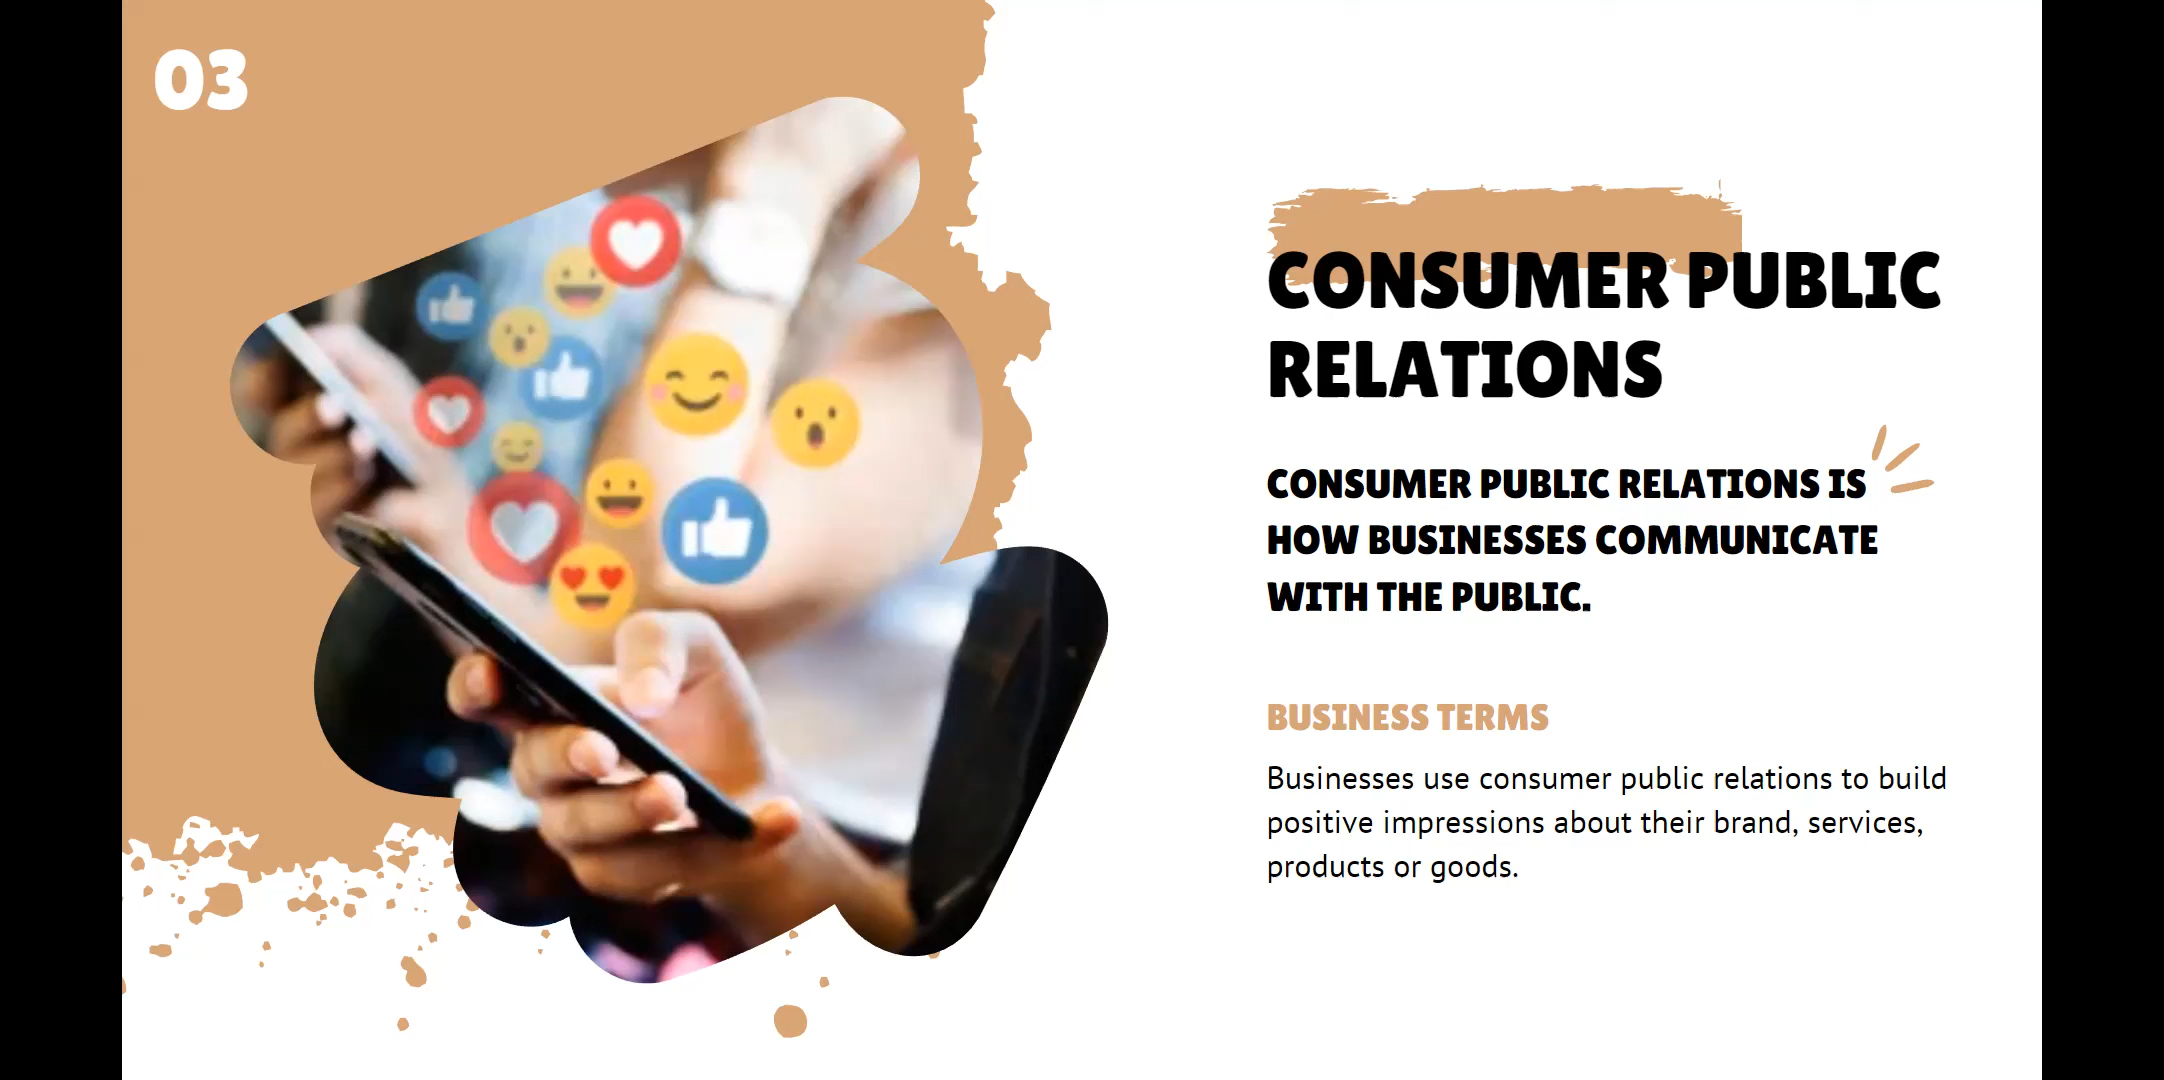 03
CONSUMER PUBLIC
RELATIONS
CONSUMER PUBLIC RELATIONS IS
HOW BUSINESSES COMMUNICATE
WITH THE PUBLIC.
BUSINESS TERMS
Businesses use consumer public relations to build
positive impressions about their brand, services,
products or goods.